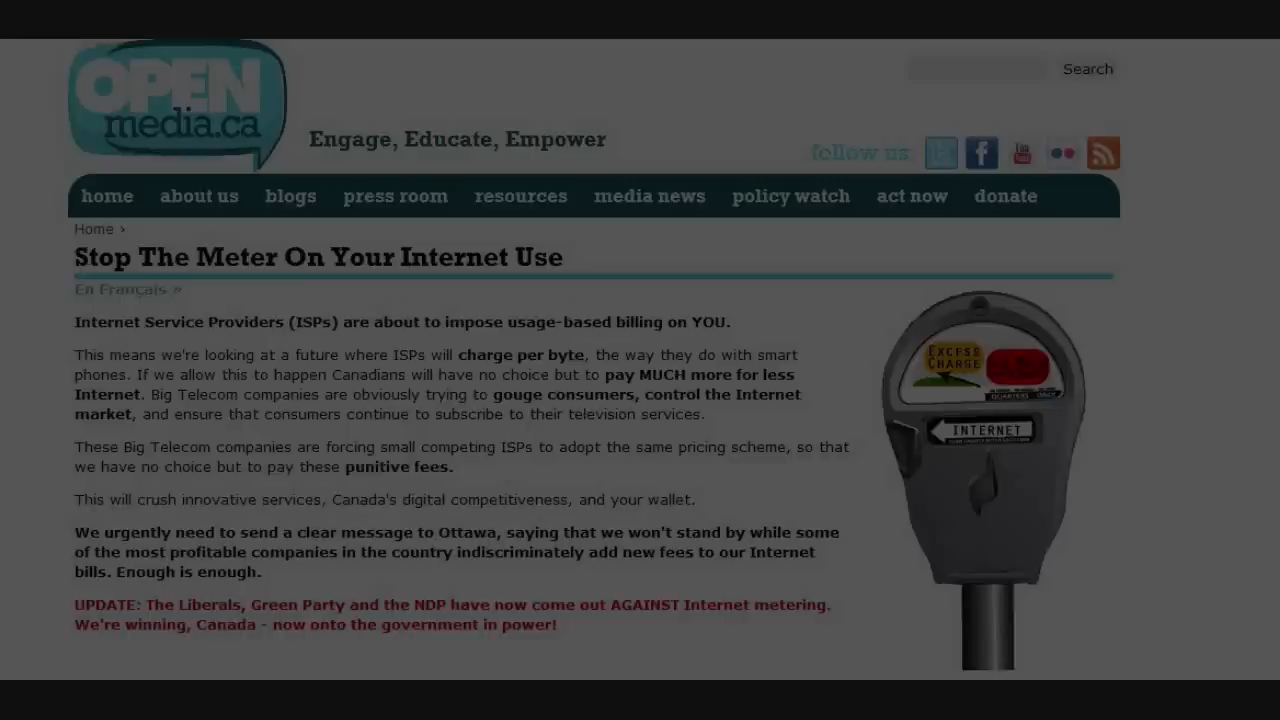 OPEN
media.ca
Search
Engage, Educate, Empower
follow us
home about us blogs press room resources media news policy watch act now donate
Home ›
Stop The Meter On Your Internet Use
En Français »
Internet Service Providers (ISPs) are about to impose usage-based billing on YOU.
This means we're looking at a future where ISPs will charge per byte, the way they do with smart
phones. If we allow this to happen Canadians will have no choice but to pay MUCH more for less
Internet. Big Telecom companies are obviously trying to gouge consumers, control the Internet
market, and ensure that consumers continue to subscribe to their television services.
These Big Telecom companies are forcing small competing ISPs to adopt the same pricing scheme, so that
we have no choice but to pay these punitive fees.
This will crush innovative services, Canada's digital competitiveness, and your wallet.
We urgently need to send a clear message to Ottawa, saying that we won't stand by while some
of the most profitable companies in the country indiscriminately add new fees to our Internet
bills. Enough is enough.
UPDATE: The Liberals, Green Party and the NDP have now come out AGAINST Internet metering.
We're winning, Canada - now onto the government in power!
EXCESS
CHARGE
QUARTERS ONLY
INTERNET